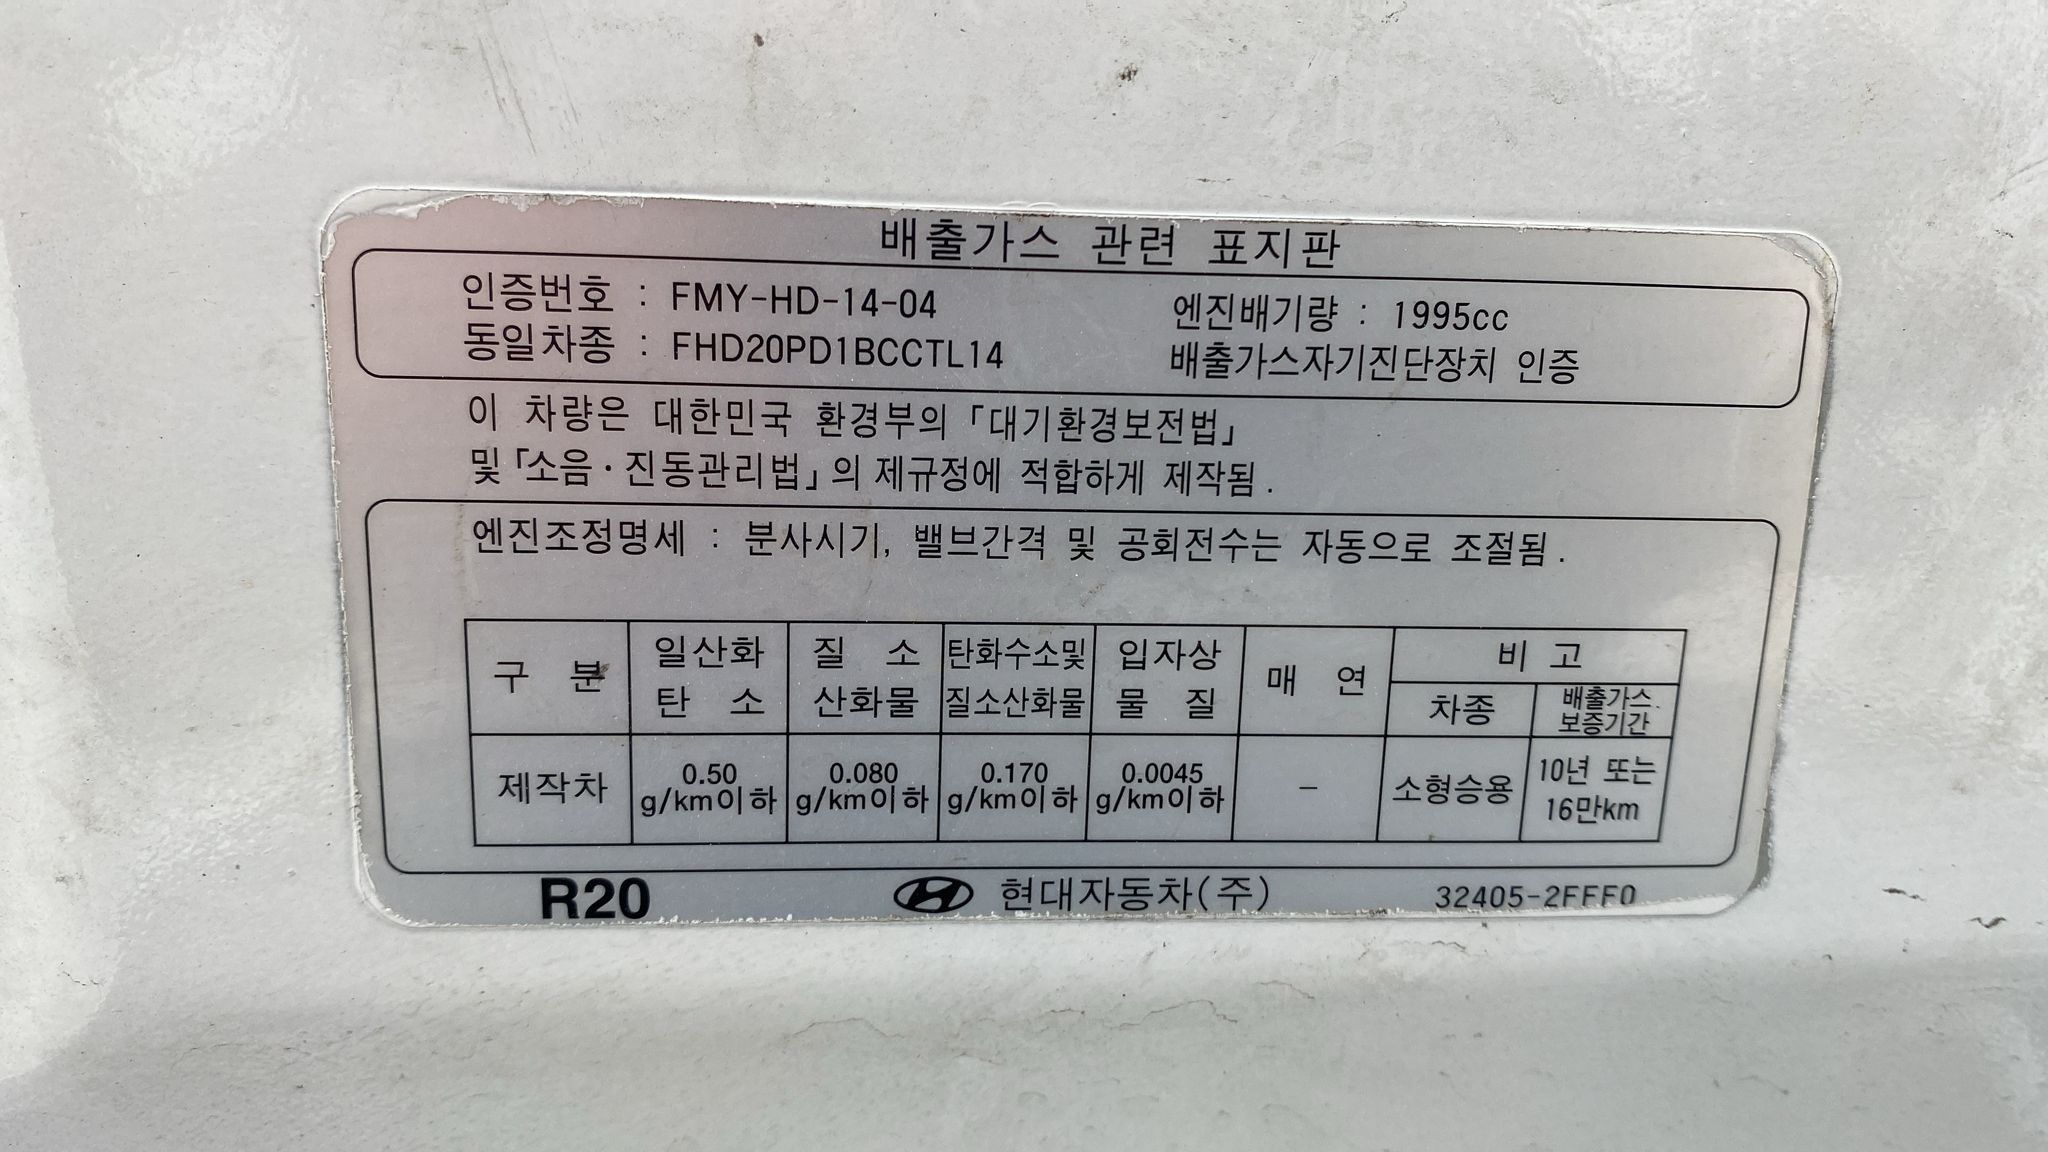 배출가스 관련 표지판
인증번호 : FMY-HD-14-04 엔진배기량 : 1995cc
동일차종 : FHD20PD1BCCTL14 배출가스자기진단장치 인증
이 차량은 대한민국 환경부의 「대기환경보전법」
및 「소음·진동관리법」의 제규정에 적합하게 제작됨.
엔진조정명세 : 분사시기, 밸브간격 및 공회전수는 자동으로 조절됨.
구 분 일산화 탄 소 질 소 산화물 탄화수소및 질소산화물 입자상 물 질 매 연 비 고
차종 배출가스 보증기간
제작차 0.50 g/km이하 0.080 g/km이하 0.170 g/km이하 0.0045 g/km이하 - 소형승용 10년 또는 16만km
R20 현대자동차(주) 32405-2FFF0